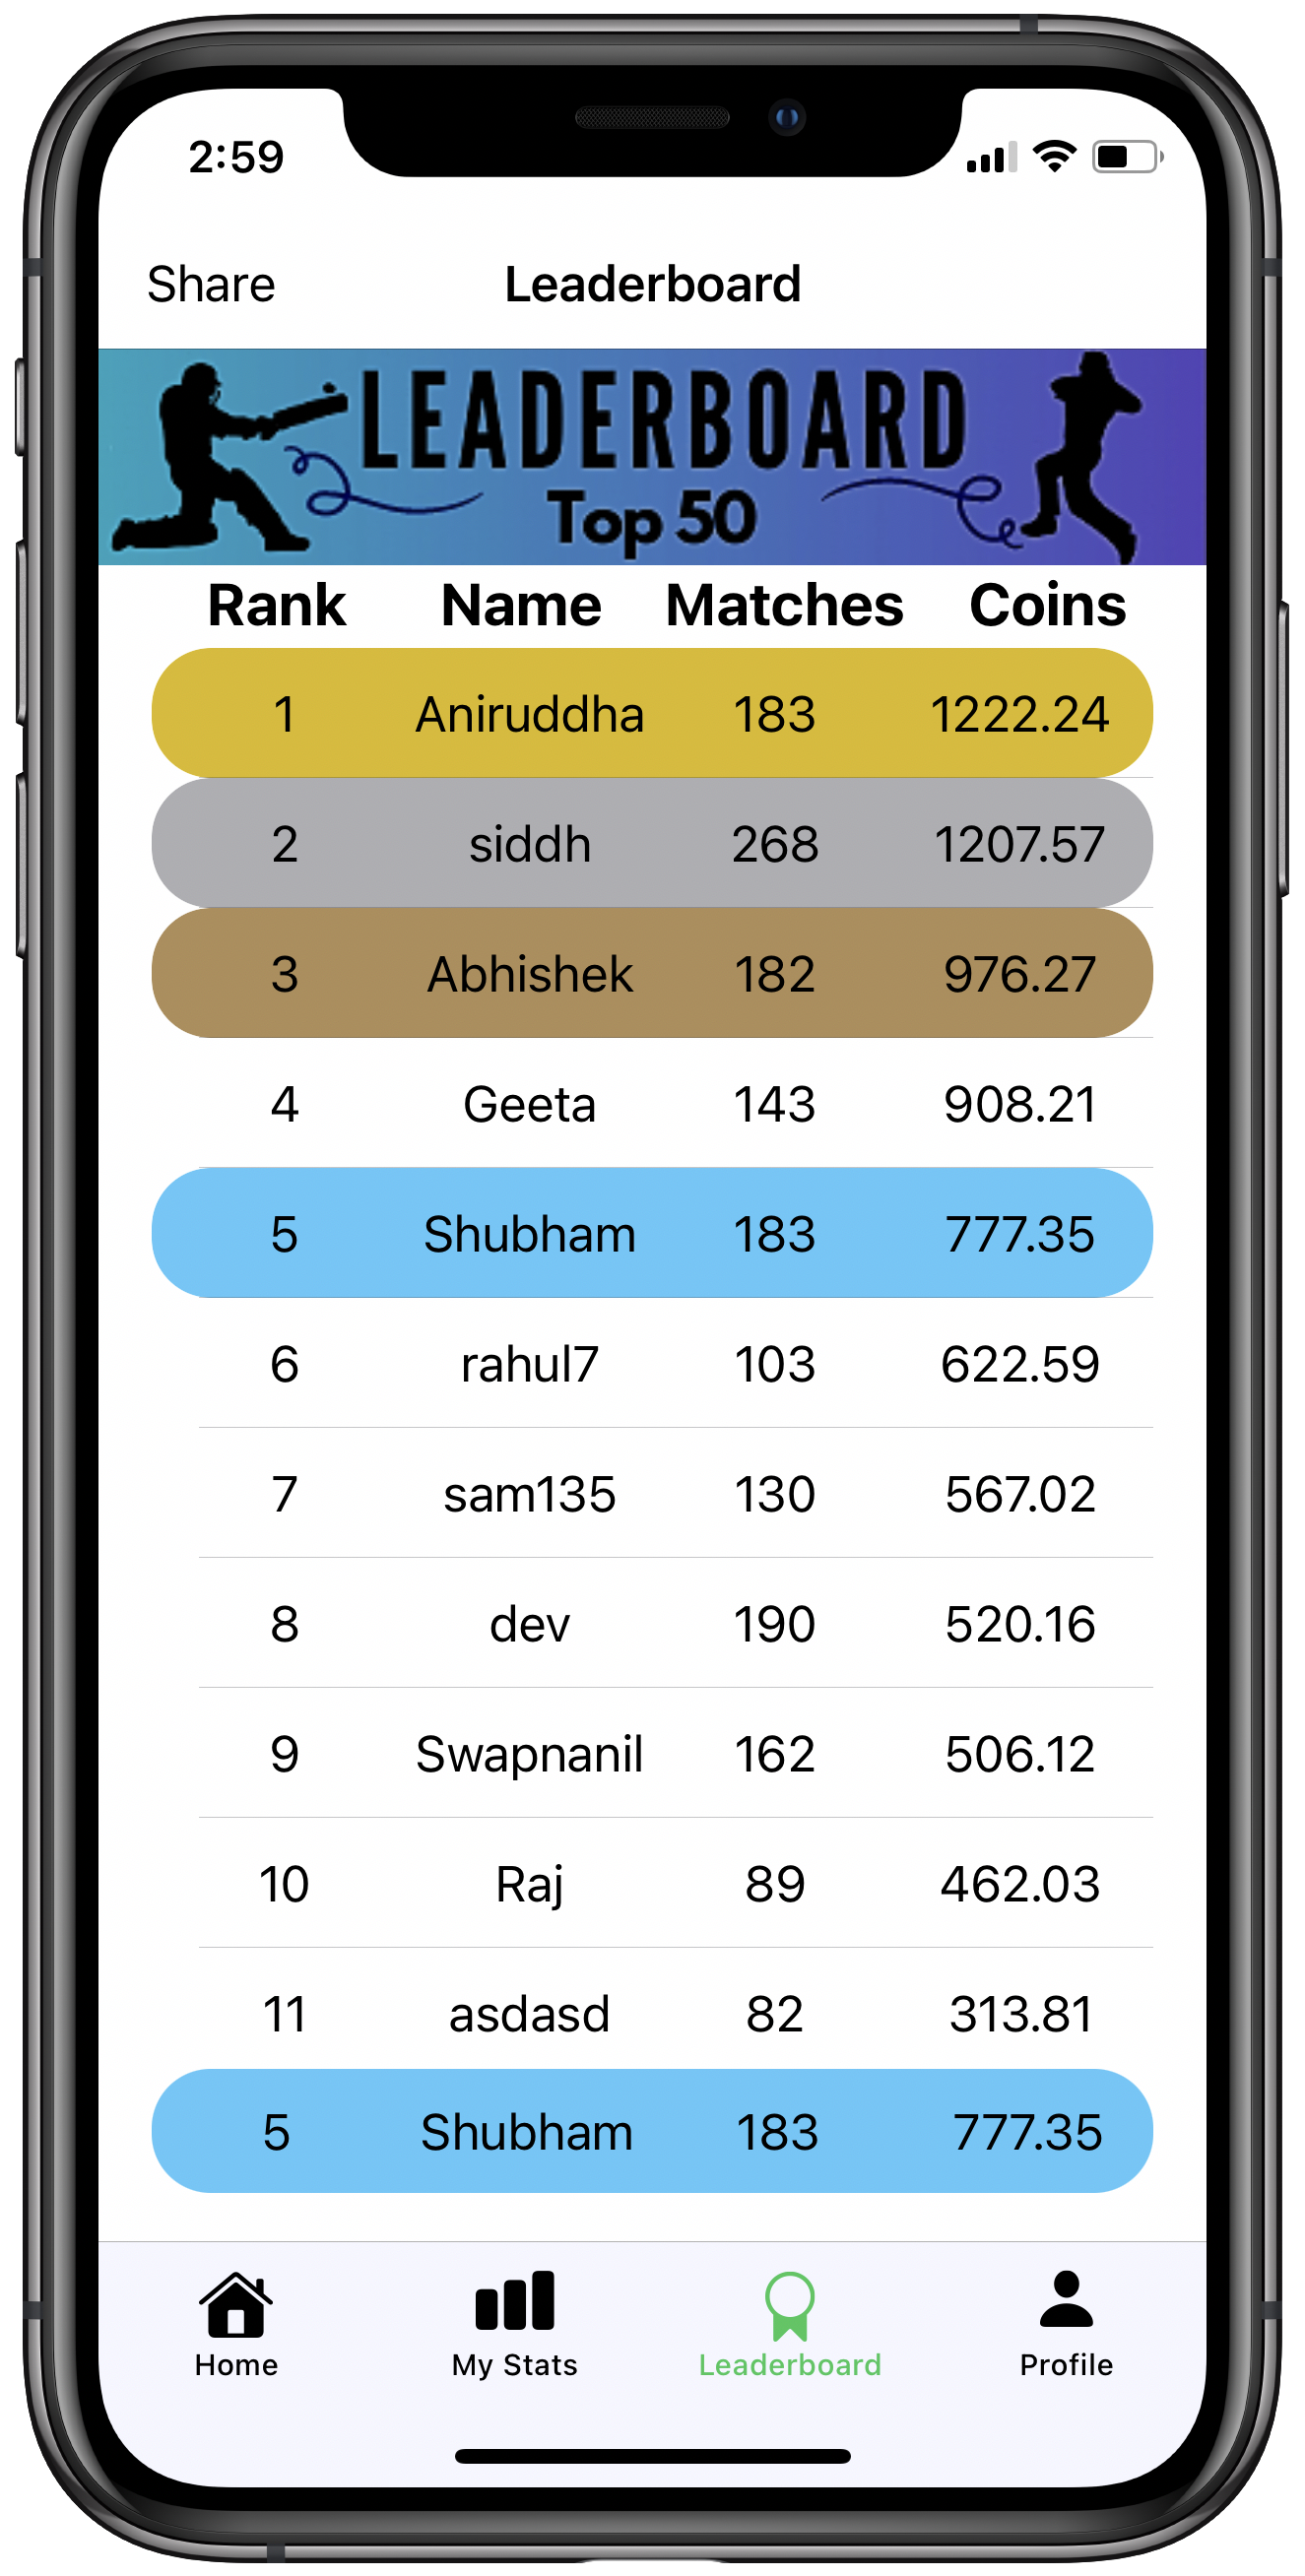 2:59
Share Leaderboard
LEADERBOARD
Top 50
Rank Name Matches Coins
1 Aniruddha 183 1222.24
2 siddh 268 1207.57
3 Abhishek 182 976.27
4 Geeta 143 908.21
5 Shubham 183 777.35
6 rahul7 103 622.59
7 sam135 130 567.02
8 dev 190 520.16
9 Swapnanil 162 506.12
10 Raj 89 462.03
11 asdasd 82 313.81
5 Shubham 183 777.35
Home My Stats Leaderboard Profile